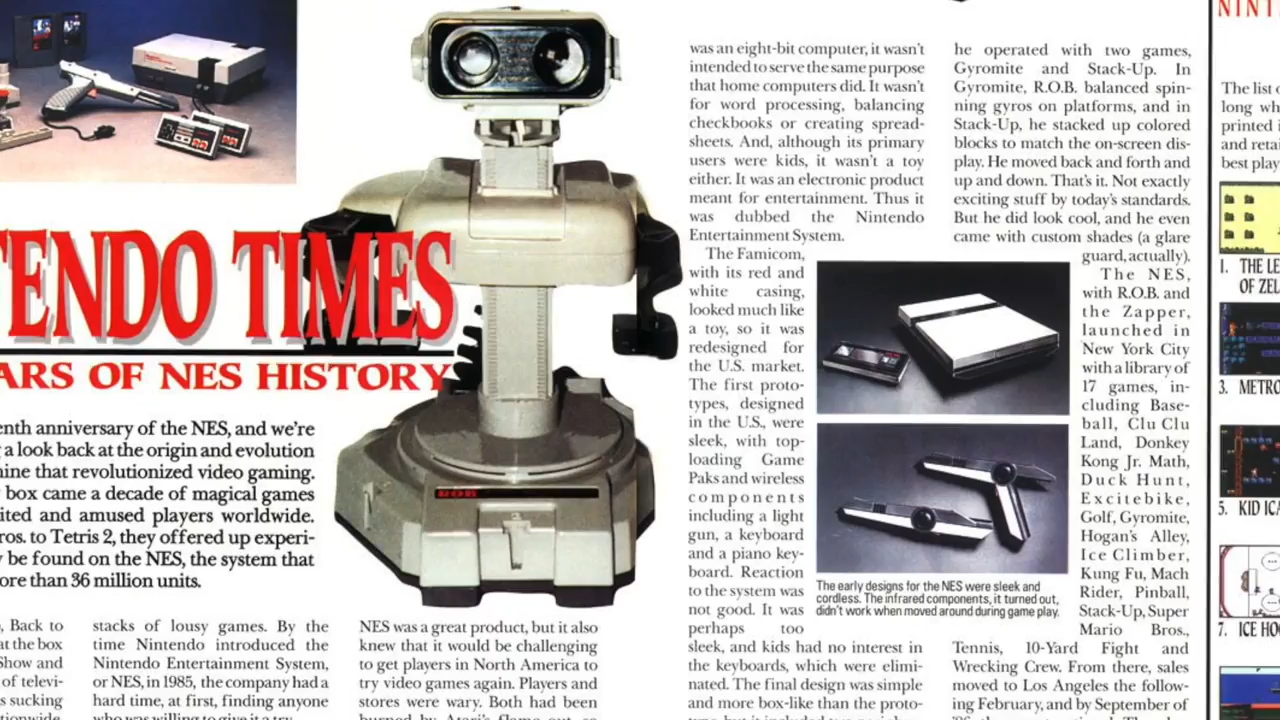 TENDO TIMES
ARS OF NES HISTORY
enth anniversary of the NES, and we're
a look back at the origin and evolution
hine that revolutionized video gaming.
box came a decade of magical games
ited and amused players worldwide.
ros. to Tetris 2, they offered up experi-
be found on the NES, the system that
ore than 36 million units.
, Back to
at the box
Show and
of televi-
s sucking
stacks of lousy games. By the
time Nintendo introduced the
Nintendo Entertainment System,
or NES, in 1985, the company had a
hard time, at first, finding anyone
who was willing to give it a try.
ROB
NES was a great product, but it also
knew that it would be challenging
to get players in North America to
try video games again. Players and
stores were wary. Both had been
burned by Atari's flame-out, so
was an eight-bit computer, it wasn't
intended to serve the same purpose
that home computers did. It wasn't
for word processing, balancing
checkbooks or creating spread-
sheets. And, although its primary
users were kids, it wasn't a toy
either. It was an electronic product
meant for entertainment. Thus it
was dubbed the Nintendo
Entertainment System.
The Famicom,
with its red and
white casing,
looked much like
a toy, so it was
redesigned for
the U.S. market.
The first proto-
types, designed
in the U.S., were
sleek, with top-
loading Game
Paks and wireless
components
including a light
gun, a keyboard
and a piano key-
board. Reaction
to the system was
not good. It was
perhaps too
sleek, and kids had no interest in
the keyboards, which were elimi-
nated. The final design was simple
and more box-like than the proto-
The early designs for the NES were sleek and
cordless. The infrared components, it turned out,
didn't work when moved around during game play.
he operated with two games,
Gyromite and Stack-Up. In
Gyromite, R.O.B. balanced spin-
ning gyros on platforms, and in
Stack-Up, he stacked up colored
blocks to match the on-screen dis-
play. He moved back and forth and
up and down. That's it. Not exactly
exciting stuff by today's standards.
But he did look cool, and he even
came with custom shades (a glare
guard, actually).
The NES,
with R.O.B. and
the Zapper,
launched in
New York City
with a library of
17 games, in-
cluding Base-
ball, Clu Clu
Land, Donkey
Kong Jr. Math,
Duck Hunt,
Excitebike,
Golf, Gyromite,
Hogan's Alley,
Ice Climber,
Kung Fu, Mach
Rider, Pinball,
Stack-Up, Super
Mario Bros.,
Tennis, 10-Yard Fight and
Wrecking Crew. From there, sales
moved to Los Angeles the follow-
ing February, and by September of
NINT
The list
long wh
printed
and retai
best play
1. THE LE
OF ZEL
3. METRO
5. KID ICA
7. ICE HO